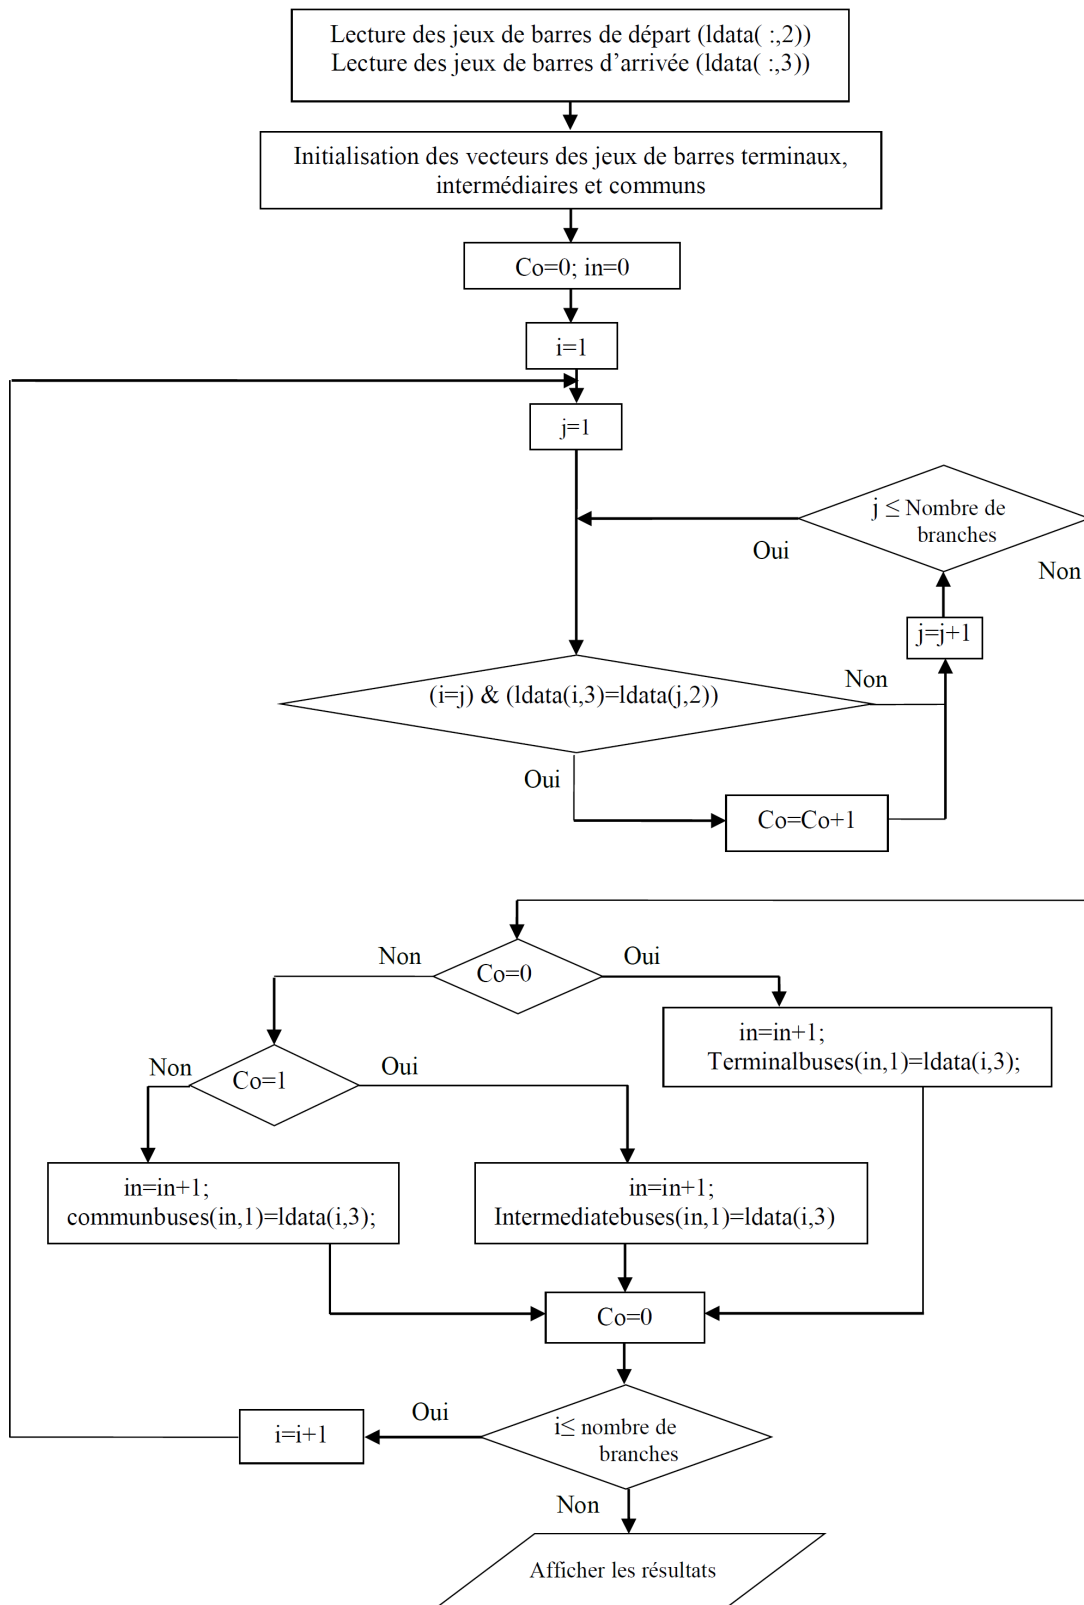 Lecture des jeux de barres de départ (ldata( :,2))
Lecture des jeux de barres d’arrivée (ldata( :,3))
Initialisation des vecteurs des jeux de barres terminaux,
intermédiaires et communs
Co=0; in=0
i=1
j=1
j ≤ Nombre de
branches
Oui
Non
j=j+1
(i=j) & (ldata(i,3)=ldata(j,2))
Non
Oui
Co=Co+1
Non
Co=0
Oui
in=in+1;
Terminalbuses(in,1)=ldata(i,3);
Non
Co=1
Oui
in=in+1;
communbuses(in,1)=ldata(i,3);
in=in+1;
Intermediatebuses(in,1)=ldata(i,3)
Co=0
i=i+1
Oui
i≤ nombre de
branches
Non
Afficher les résultats